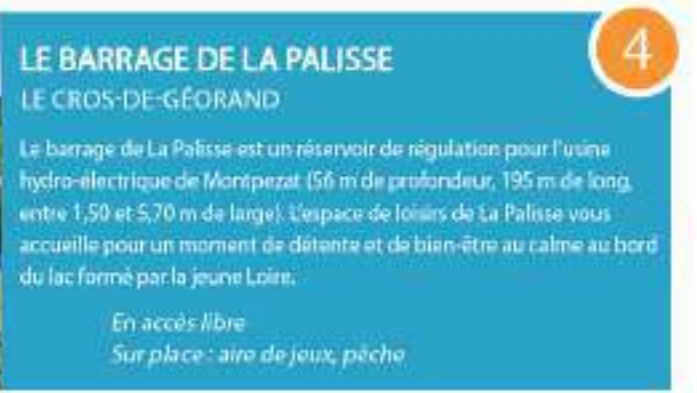 LE BARRAGE DE LA PALISSE
4
LE CROS-DE-GÉORAND
Le barrage de La Palisse est un réservoir de régulation pour l'usine
hydro-électrique de Montpezat (56 m de profondeur, 195 m de long,
entre 1,50 et 5,70 m de large). L'espace de loisirs de La Palisse vous
accueille pour un moment de détente et de bien-être au calme au bord
du lac formé par la jeune Loire.
En accès libre
Sur place : aire de jeux, pêche